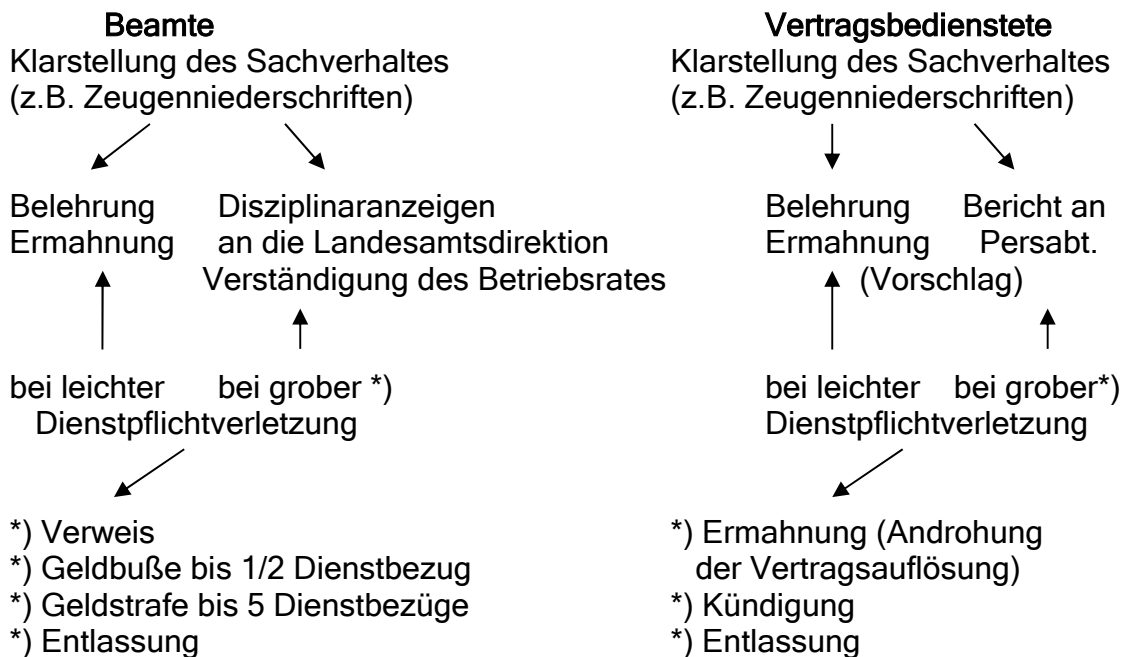 Beamte
Klarstellung des Sachverhaltes
(z.B. Zeugenniederschriften)
Belehrung Disziplinaranzeigen
Ermahnung an die Landesamtsdirektion
Verständigung des Betriebsrates
bei leichter bei grober *)
Dienstpflichtverletzung
*) Verweis
*) Geldbuße bis 1/2 Dienstbezug
*) Geldstrafe bis 5 Dienstbezüge
*) Entlassung
Vertragsbedienstete
Klarstellung des Sachverhaltes
(z.B. Zeugenniederschriften)
Belehrung Bericht an
Ermahnung Persabt.
(Vorschlag)
bei leichter bei grober*)
Dienstpflichtverletzung
*) Ermahnung (Androhung
der Vertragsauflösung)
*) Kündigung
*) Entlassung